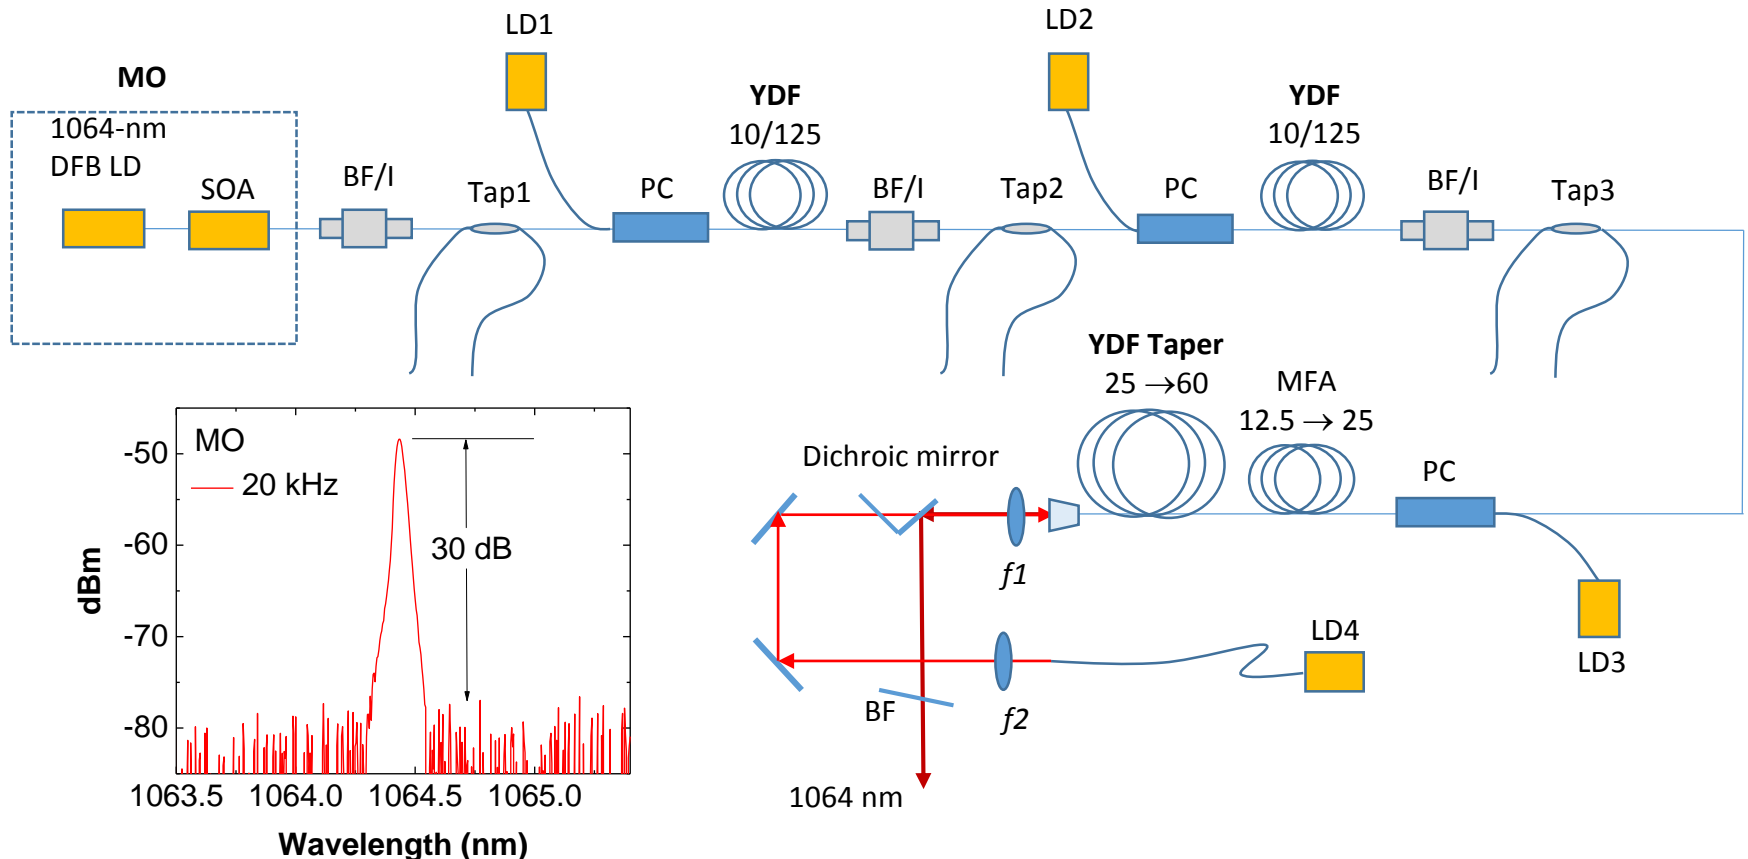 LD1
LD2
MO
1064-nm
DFB LD
SOA
BF/I
Tap1
PC
YDF
10/125
BF/I
Tap2
PC
YDF
10/125
BF/I
Tap3
YDF Taper
25 →60
MFA
12.5 → 25
PC
LD3
Dichroic mirror
f1
LD4
f2
BF
1064 nm
MO
20 kHz
30 dB
dBm
-50
-60
-70
-80
1063.5 1064.0 1064.5 1065.0
Wavelength (nm)